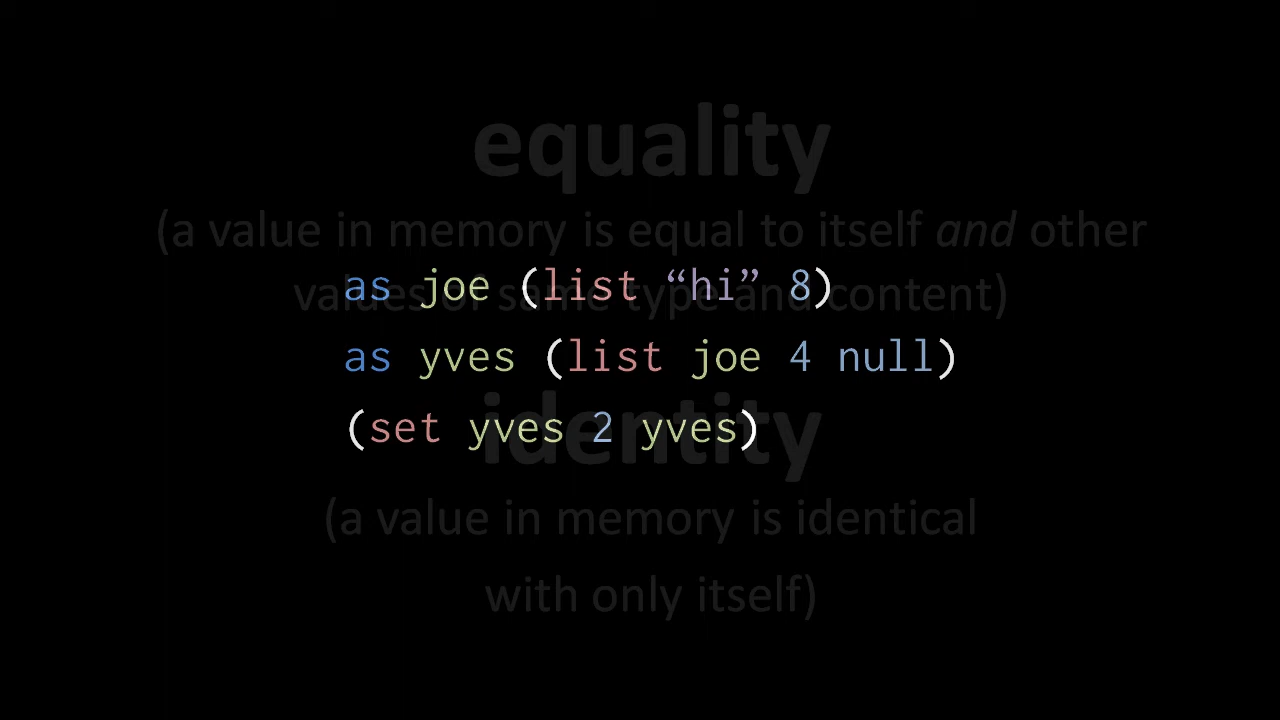 equality
(a value in memory is equal to itself and other
values of same type and content)
as joe (list “hi” 8)
as yves (list joe 4 null)
(set yves 2 yves)
identity
(a value in memory is identical
with only itself)